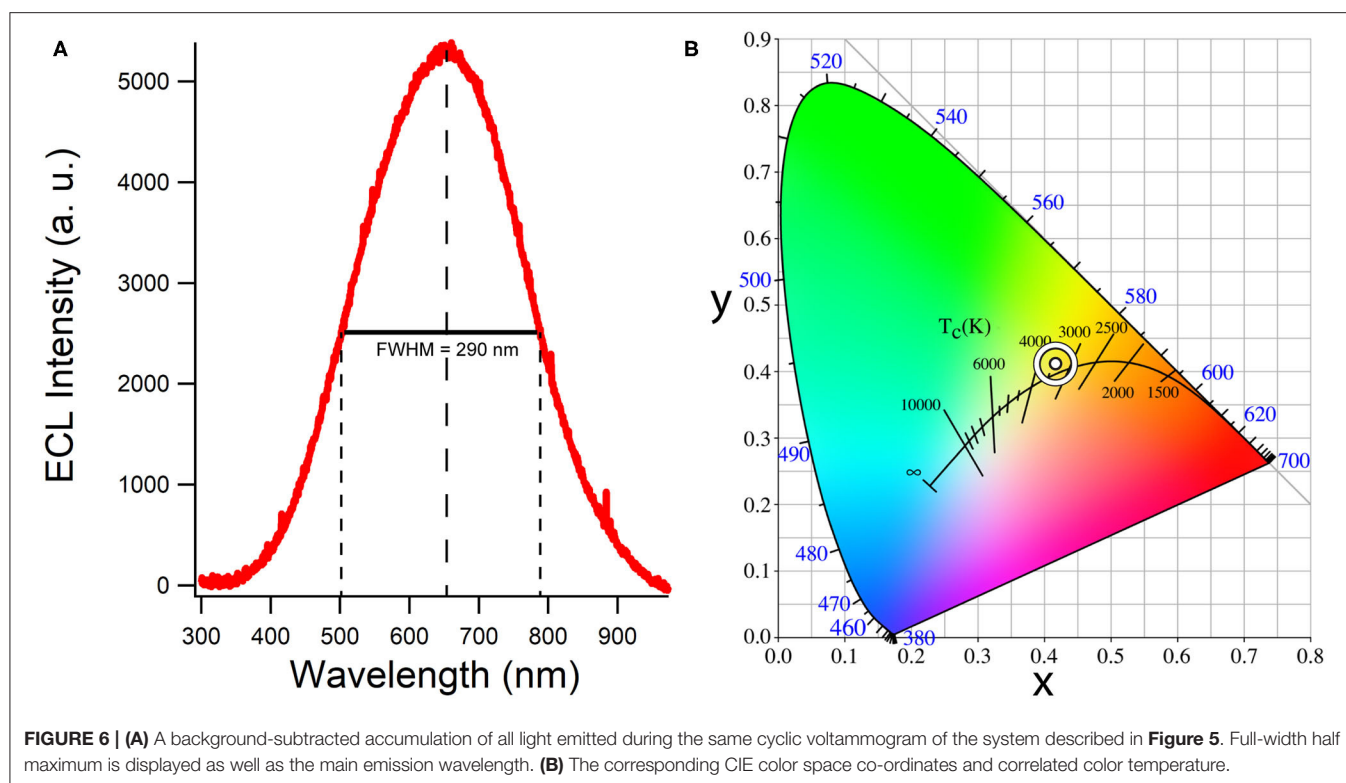 A
ECL Intensity (a. u.)
5000
4000
3000
2000
1000
0
FWHM = 290 nm
300 400 500 600 700 800 900
Wavelength (nm)
B
y
0.9
0.8
0.7
0.6
0.5
0.4
0.3
0.2
0.1
0.0
520
540
560
500
580
T_c(K)
4000 3000 2500
6000
600
10000
2000 1500
620
490
∞
700
480
470
460
380
0.0 0.1 0.2 0.3 0.4 0.5 0.6 0.7 0.8
x
FIGURE 6 | (A) A background-subtracted accumulation of all light emitted during the same cyclic voltammogram of the system described in Figure 5. Full-width half
maximum is displayed as well as the main emission wavelength. (B) The corresponding CIE color space co-ordinates and correlated color temperature.